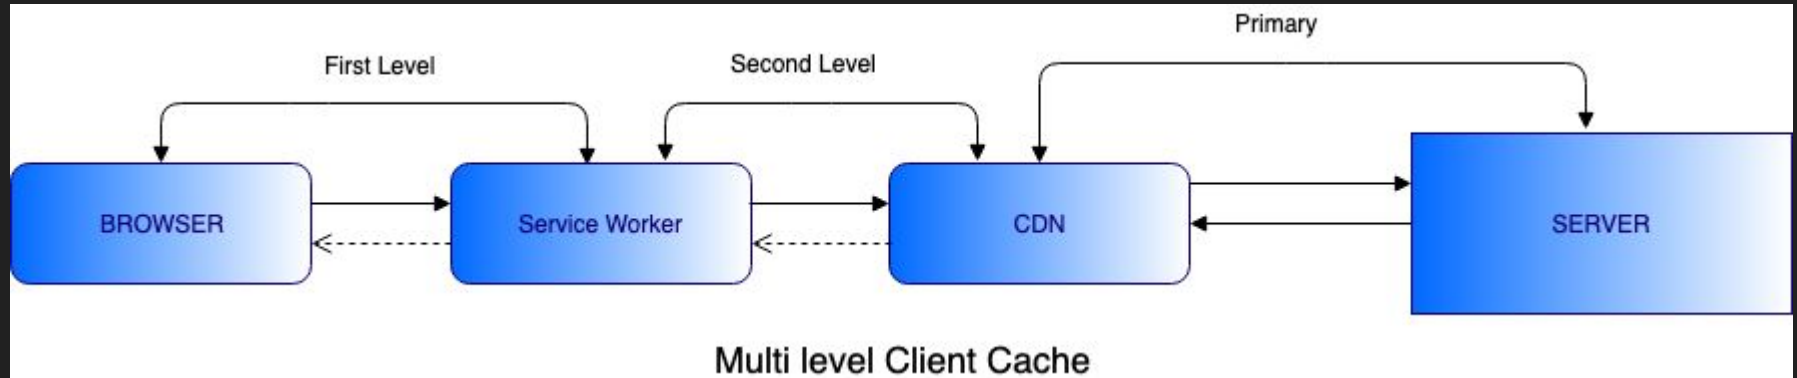 Primary
First Level
Second Level
BROWSER
Service Worker
CDN
SERVER
Multi level Client Cache